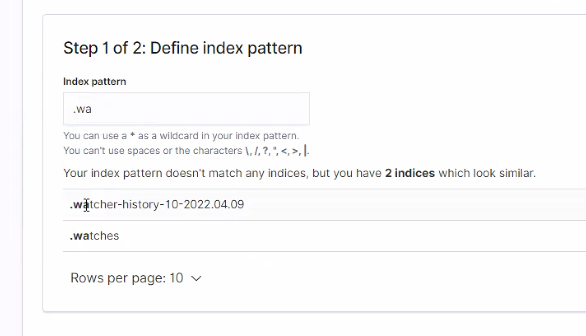 Step 1 of 2: Define index pattern
Index pattern
.wa
You can use a * as a wildcard in your index pattern.
You can't use spaces or the characters \, /, ?, ", <, >, |.
Your index pattern doesn't match any indices, but you have 2 indices which look similar.
.watcher-history-10-2022.04.09
.watches
Rows per page: 10